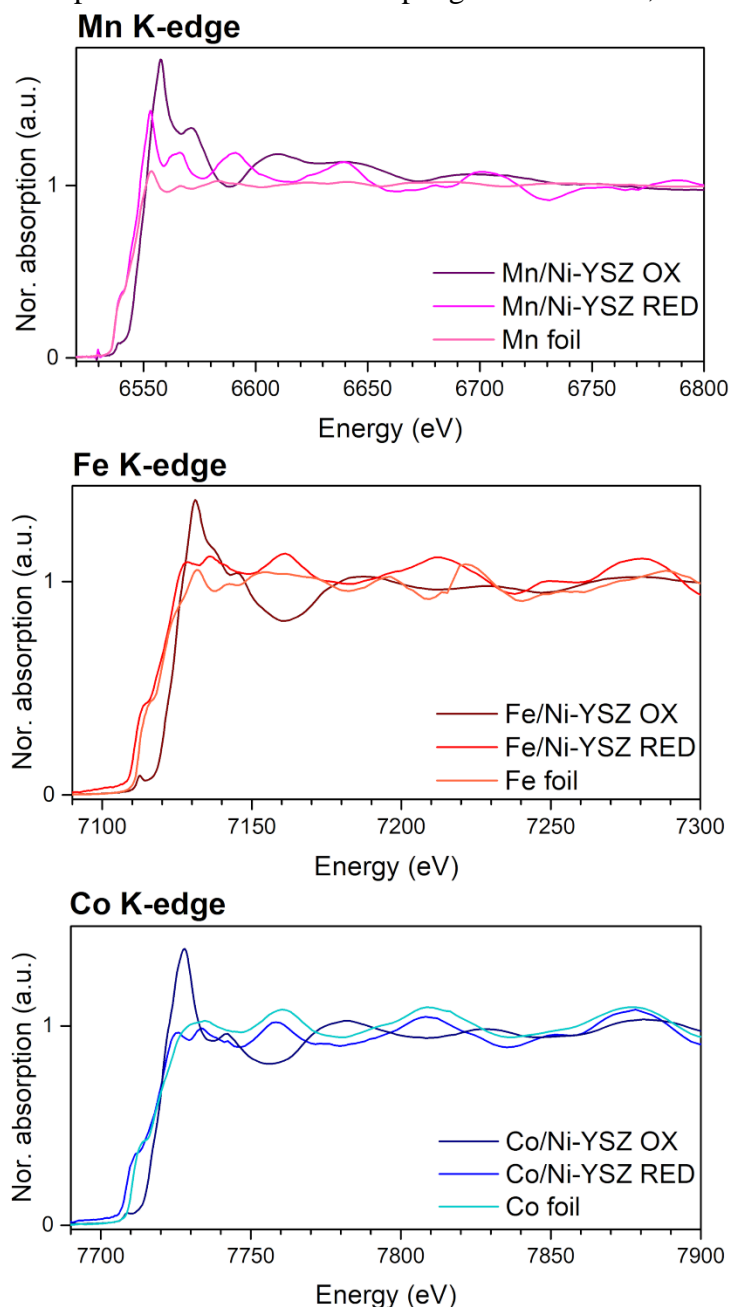 Mn K-edge
Nor. absorption (a.u.)
1
0
Mn/Ni-YSZ OX
Mn/Ni-YSZ RED
Mn foil
6550 6600 6650 6700 6750 6800
Energy (eV)
Fe K-edge
Nor. absorption (a.u.)
1
0
Fe/Ni-YSZ OX
Fe/Ni-YSZ RED
Fe foil
7100 7150 7200 7250 7300
Energy (eV)
Co K-edge
Nor. absorption (a.u.)
1
0
Co/Ni-YSZ OX
Co/Ni-YSZ RED
Co foil
7700 7750 7800 7850 7900
Energy (eV)